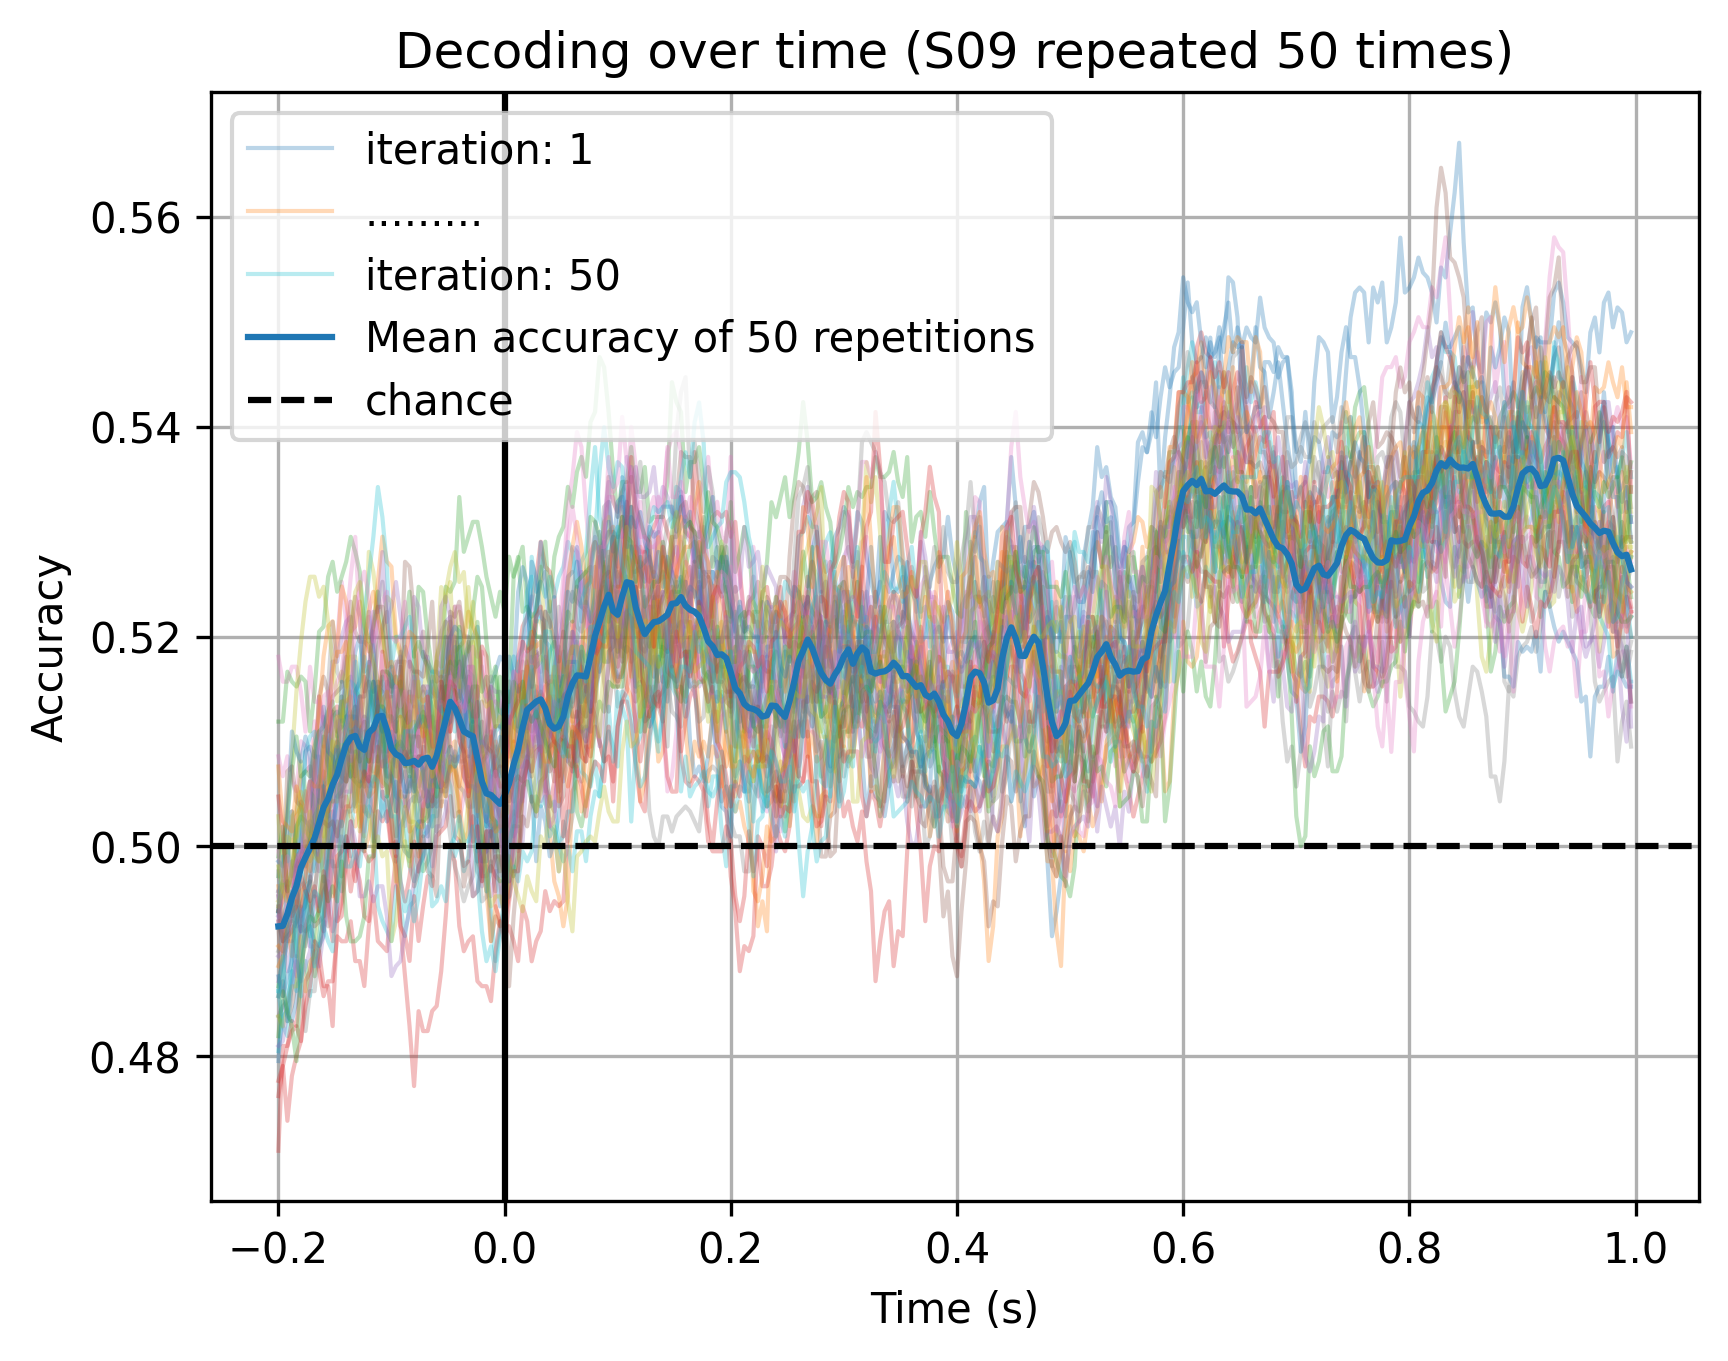 Decoding over time (S09 repeated 50 times)
iteration: 1
.........
iteration: 50
Mean accuracy of 50 repetitions
chance
Accuracy
0.56
0.54
0.52
0.50
0.48
−0.2 0.0 0.2 0.4 0.6 0.8 1.0
Time (s)